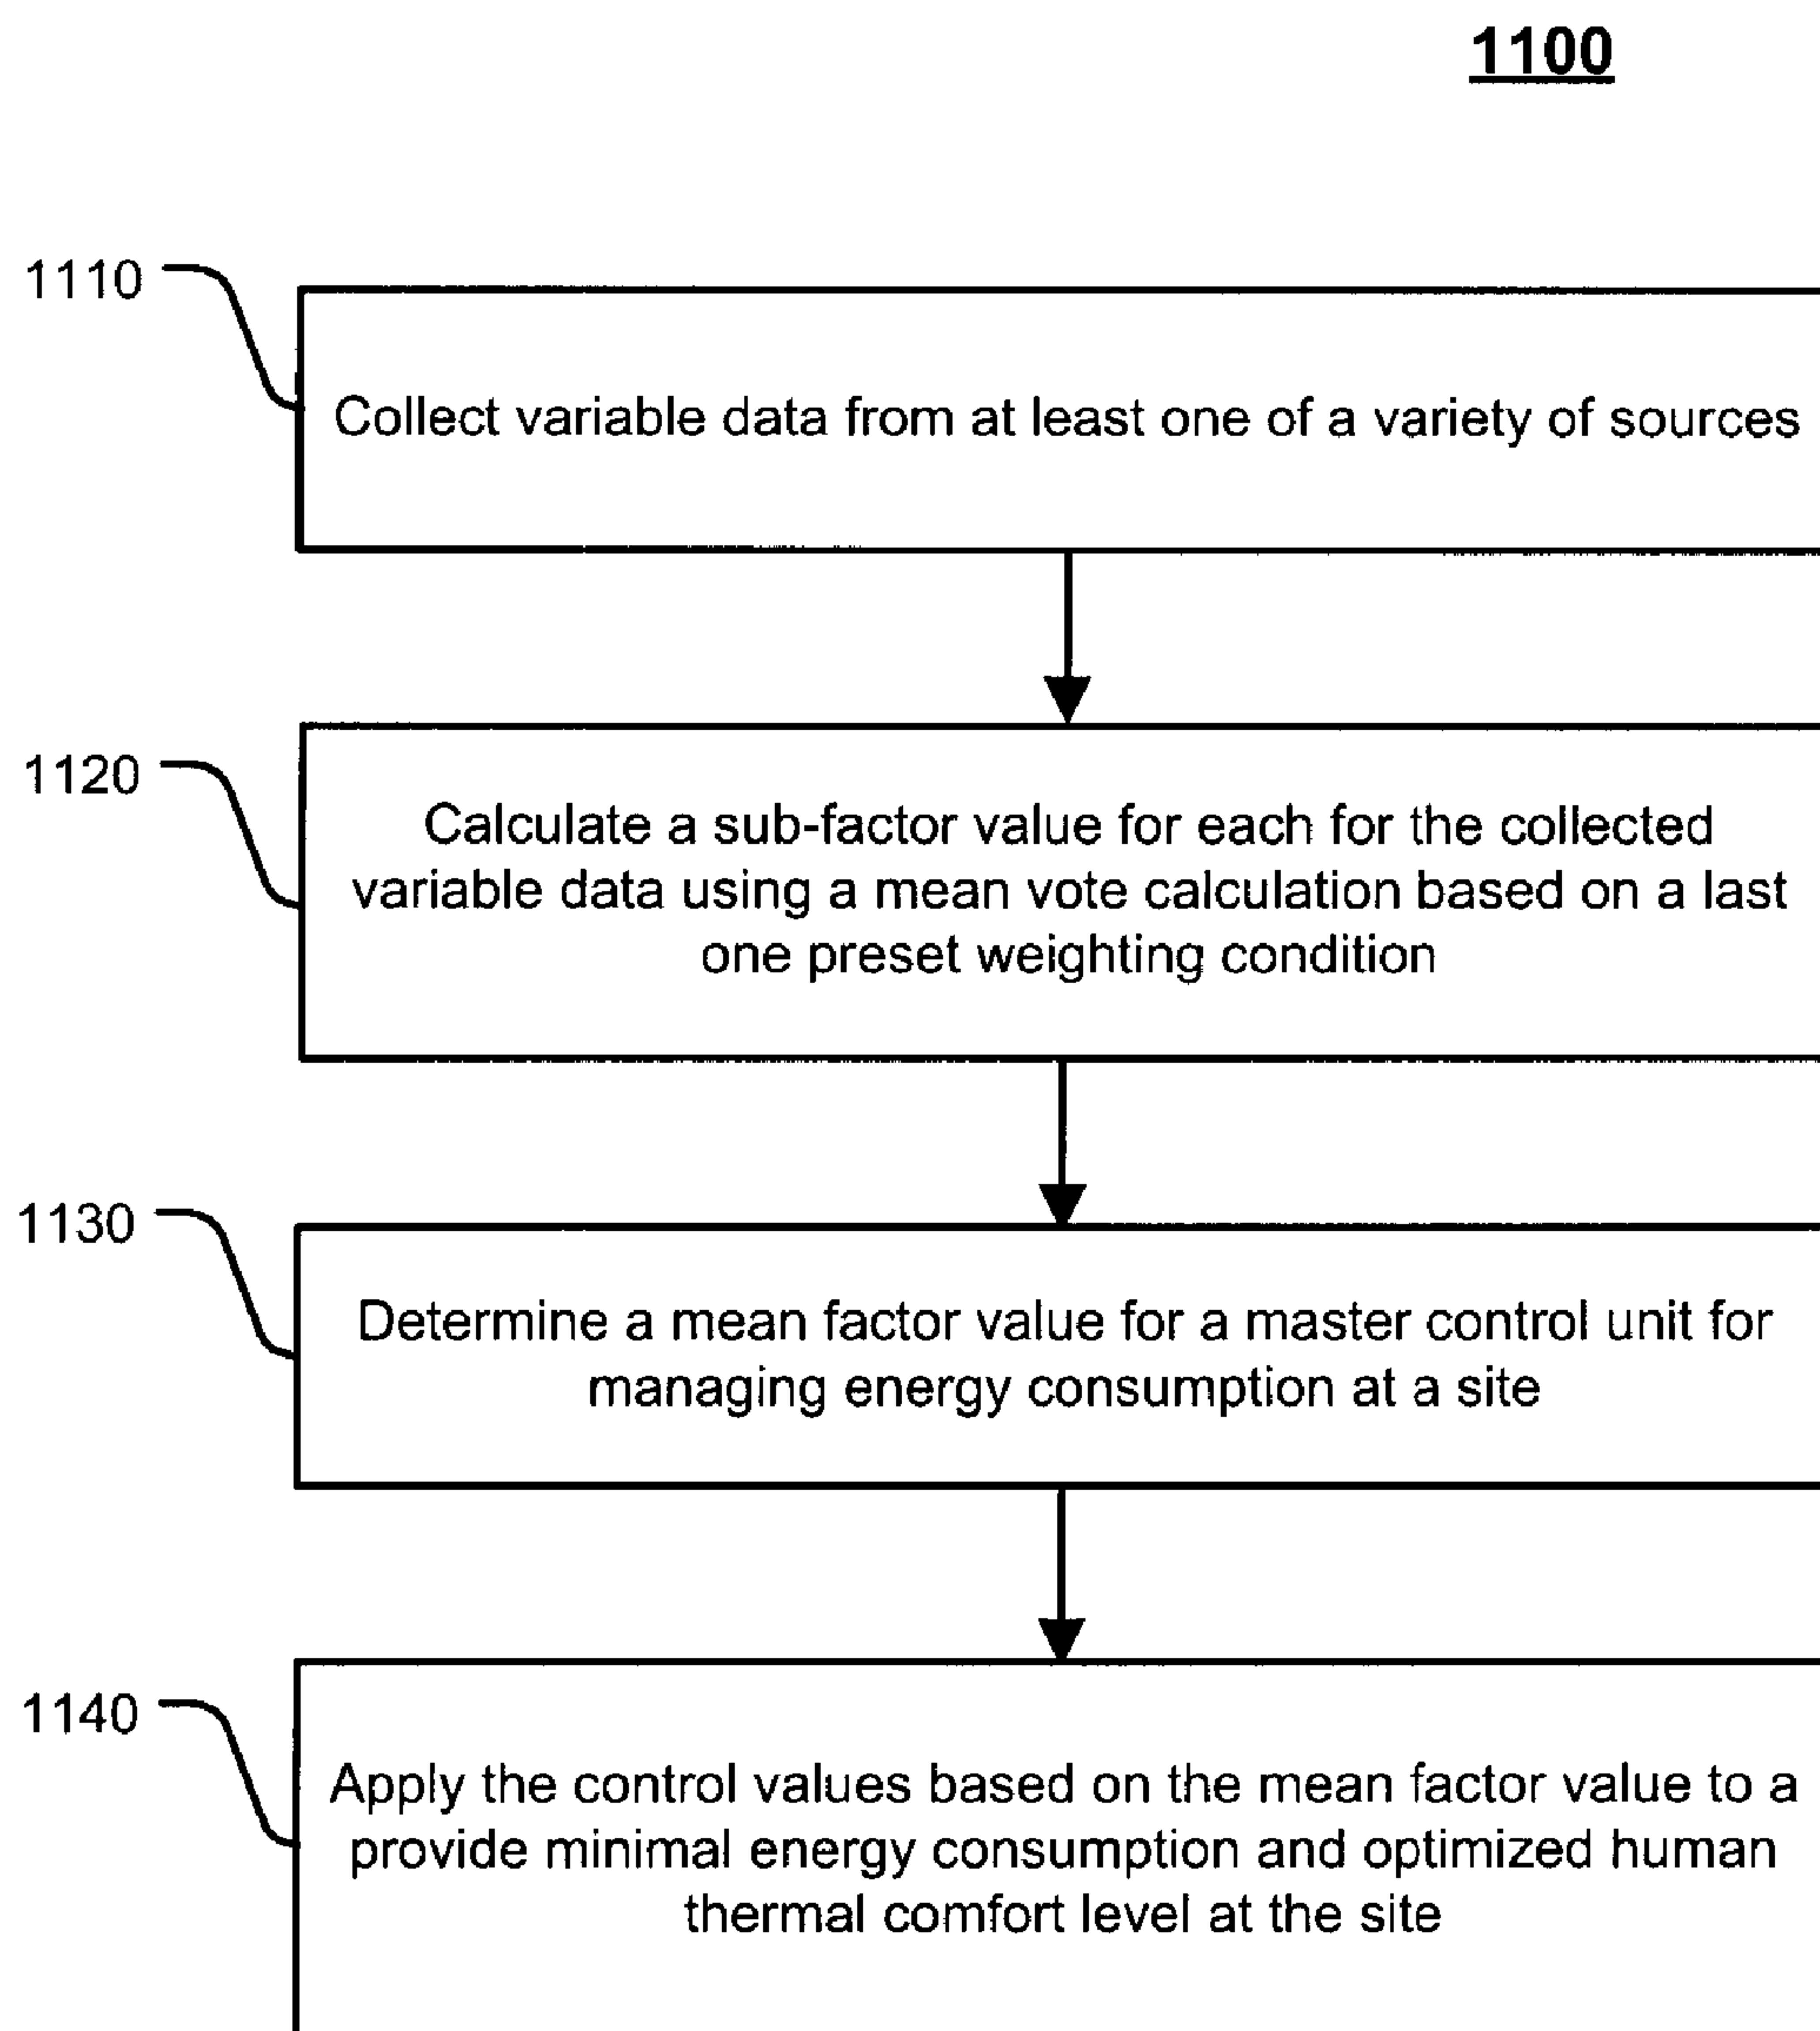 1100
1110
Collect variable data from at least one of a variety of sources
1120
Calculate a sub-factor value for each for the collected
variable data using a mean vote calculation based on a last
one preset weighting condition
1130
Determine a mean factor value for a master control unit for
managing energy consumption at a site
1140
Apply the control values based on the mean factor value to a
provide minimal energy consumption and optimized human
thermal comfort level at the site